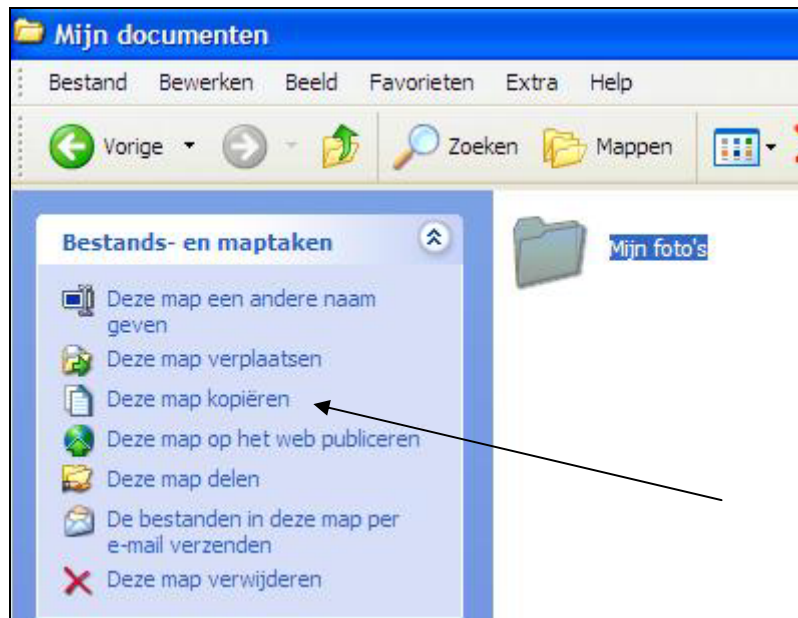 Mijn documenten
Bestand Bewerken Beeld Favorieten Extra Help
Vorige Zoeken Mappen
Bestands- en maptaken
Deze map een andere naam
geven
Deze map verplaatsen
Deze map kopiëren
Deze map op het web publiceren
Deze map delen
De bestanden in deze map per
e-mail verzenden
Deze map verwijderen
Mijn foto's